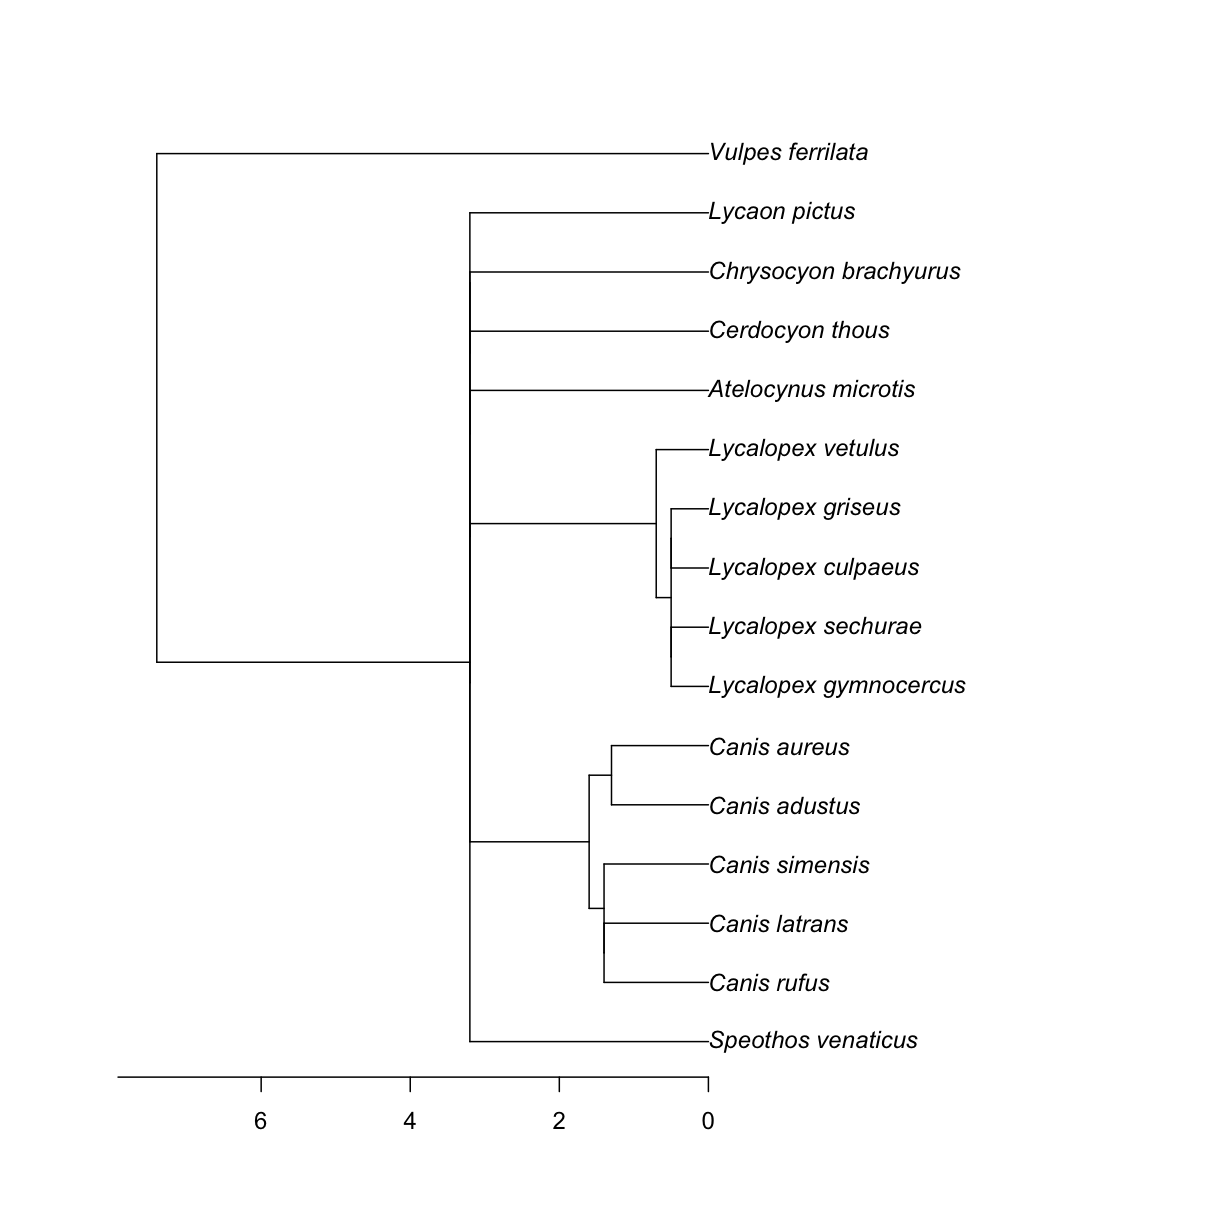 Vulpes ferrilata
Lycaon pictus
Chrysocyon brachyurus
Cerdocyon thous
Atelocynus microtis
Lycalopex vetulus
Lycalopex griseus
Lycalopex culpaeus
Lycalopex sechurae
Lycalopex gymnocercus
Canis aureus
Canis adustus
Canis simensis
Canis latrans
Canis rufus
Speothos venaticus
6 4 2 0